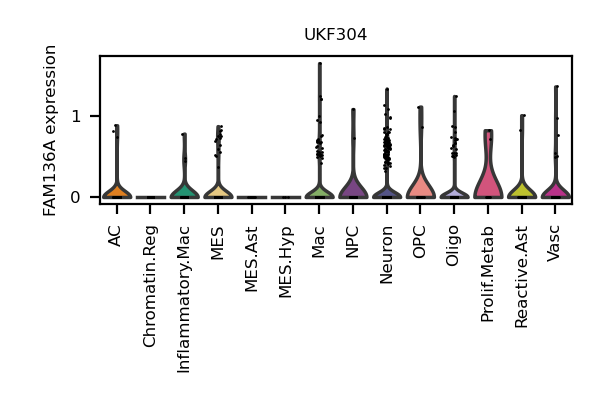 UKF304
FAM136A expression
1
0
AC
Chromatin.Reg
Inflammatory.Mac
MES
MES.Ast
MES.Hyp
Mac
NPC
Neuron
OPC
Oligo
Prolif.Metab
Reactive.Ast
Vasc